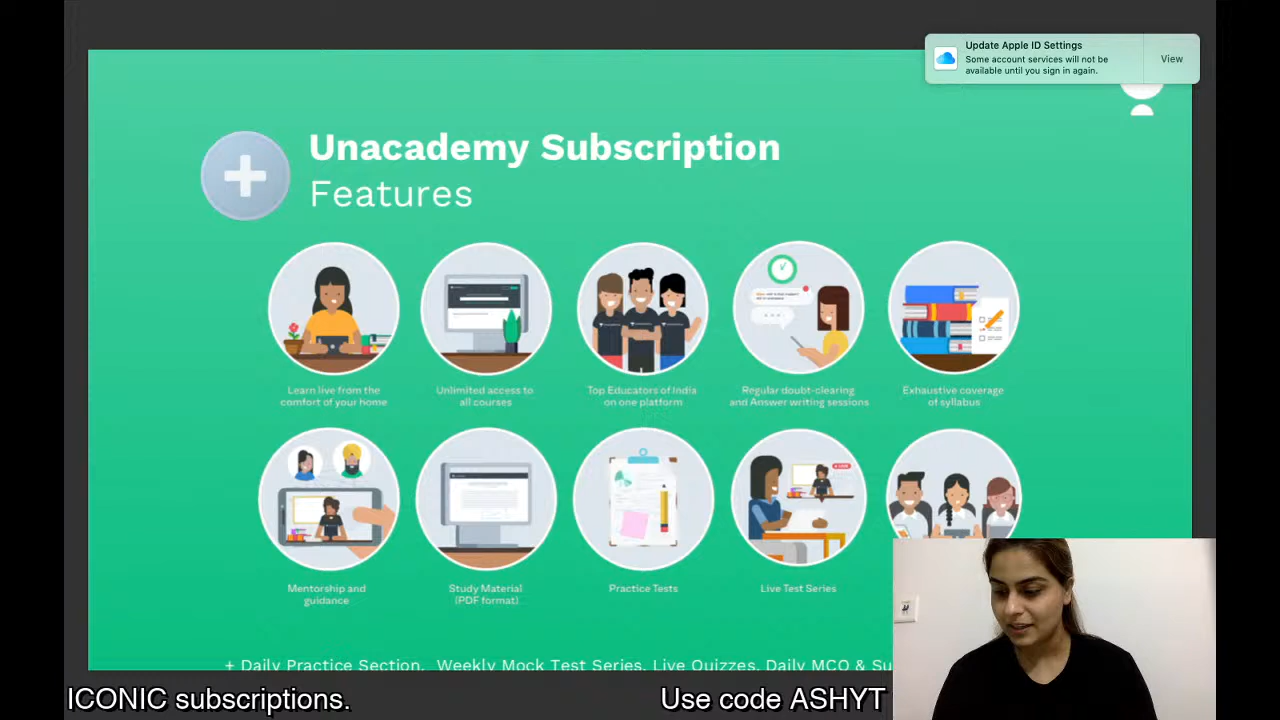 Update Apple ID Settings
Some account services will not be
available until you sign in again.
View
Unacademy Subscription
Features
Learn live from the
comfort of your home
Unlimited access to
all courses
Top Educators of India
on one platform
Regular doubt-clearing
and Answer writing sessions
Exhaustive coverage
of syllabus
Mentorship and
guidance
Study Material
(PDF format)
Practice Tests
Live Test Series
+ Daily Practice Section, Weekly Mock Test Series, Live Quizzes, Daily MCQ & Su
ICONIC subscriptions.
Use code ASHYT